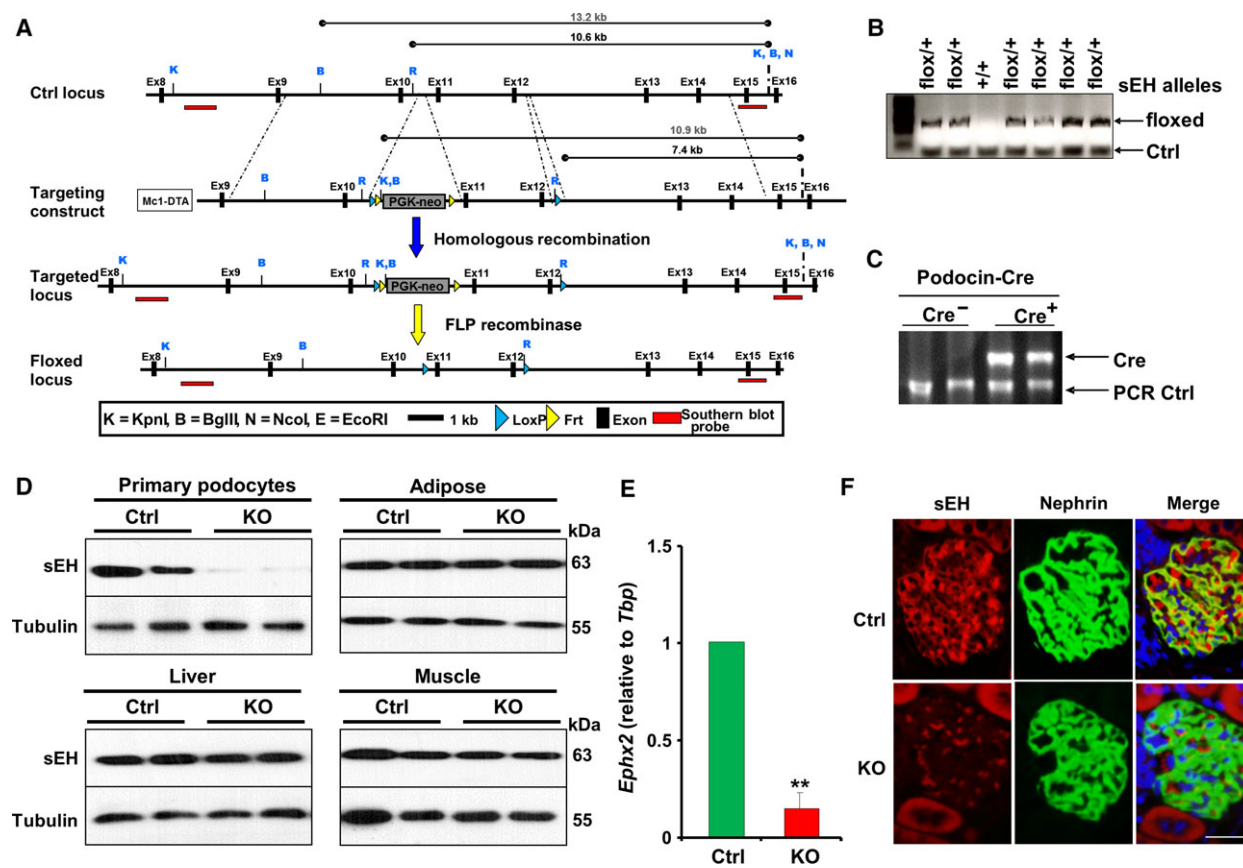 A
13.2 kb
10.6 kb
K, B, N
K
B
R
Ex8
Ex9
Ex10
Ex11
Ex12
Ex13
Ex14
Ex15
Ex16
Ctrl locus
10.9 kb
7.4 kb
Ex9
B
Ex10
R
K,B
Ex11
Ex12
R
Ex13
Ex14
Ex15
Ex16
Targeting
construct
Mc1-DTA
PGK-neo
Homologous recombination
K, B, N
Targeted
locus
Ex8
K
Ex9
B
Ex10
R
K,B
PGK-neo
Ex11
Ex12
R
Ex13
Ex14
Ex15
Ex16
FLP recombinase
Floxed
locus
Ex8
K
Ex9
B
Ex10
Ex11
Ex12
R
Ex13
Ex14
Ex15
Ex16
K = KpnI, B = BglII, N = NcoI, E = EcoRI
1 kb
LoxP
Frt
Exon
Southern blot
probe
B
flox/+
flox/+
+/+
flox/+
flox/+
flox/+
flox/+
sEH alleles
floxed
Ctrl
C
Podocin-Cre
Cre−
Cre+
Cre
PCR Ctrl
D
Primary podocytes
Ctrl
KO
sEH
Tubulin
Adipose
Ctrl
KO
kDa
63
55
Liver
Ctrl
KO
sEH
Tubulin
Muscle
Ctrl
KO
kDa
63
55
E
Ephx2 (relative to Tbp)
1.5
1
0.5
0
**
Ctrl
KO
F
sEH
Nephrin
Merge
Ctrl
KO